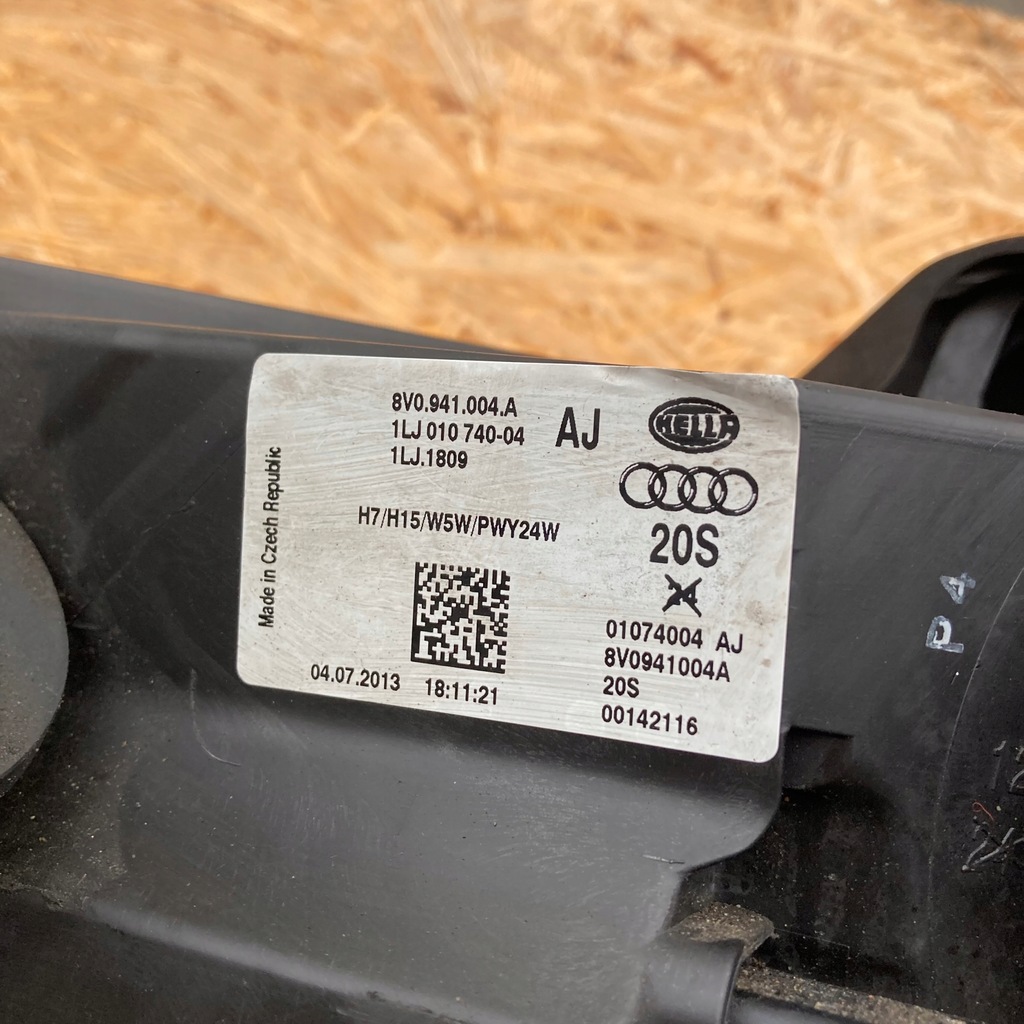 8V0.941.004.A
1LJ 010 740-04
1LJ.1809
AJ
HELLA
H7/H15/W5W/PWY24W
20S
Made in Czech Republic
01074004 AJ
8V0941004A
20S
00142116
04.07.2013 18:11:21
P4